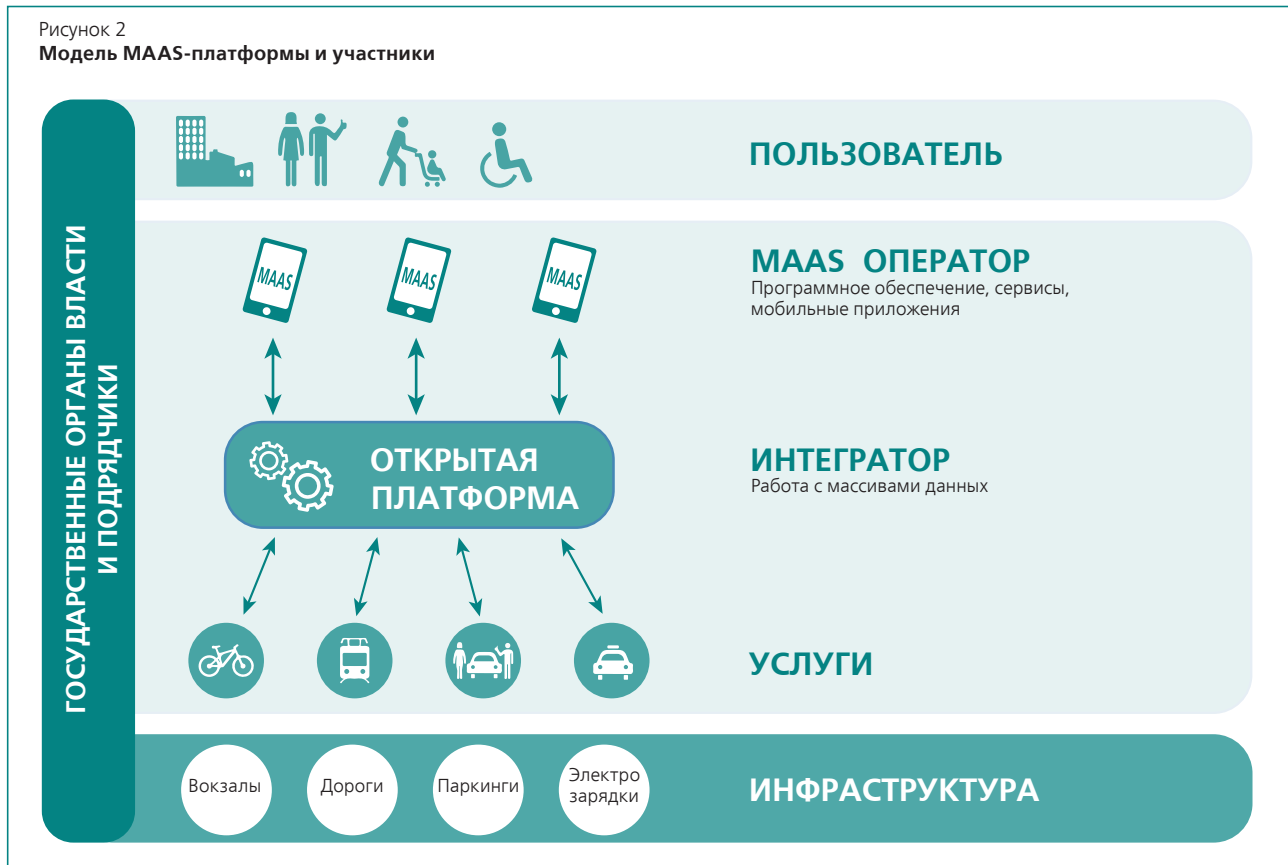 Рисунок 2
Модель MAAS-платформы и участники
ГОСУДАРСТВЕННЫЕ ОРГАНЫ ВЛАСТИ
И ПОДРЯДЧИКИ
ПОЛЬЗОВАТЕЛЬ
MAAS
MAAS
MAAS
MAAS ОПЕРАТОР
Программное обеспечение, сервисы,
мобильные приложения
ОТКРЫТАЯ
ПЛАТФОРМА
ИНТЕГРАТОР
Работа с массивами данных
УСЛУГИ
Вокзалы
Дороги
Паркинги
Электро
зарядки
ИНФРАСТРУКТУРА